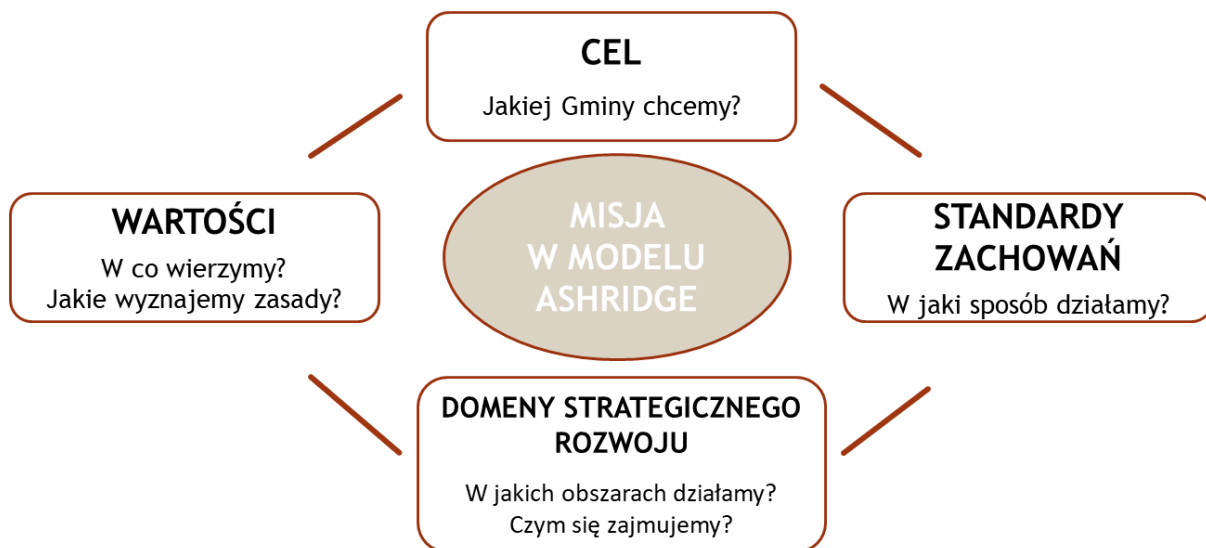 CEL
Jakiej Gminy chcemy?
WARTOŚCI
W co wierzymy?
Jakie wyznajemy zasady?
MISJA
W MODELU
ASHRIDGE
STANDARDY
ZACHOWAŃ
W jaki sposób działamy?
DOMENY STRATEGICZNEGO
ROZWOJU
W jakich obszarach działamy?
Czym się zajmujemy?